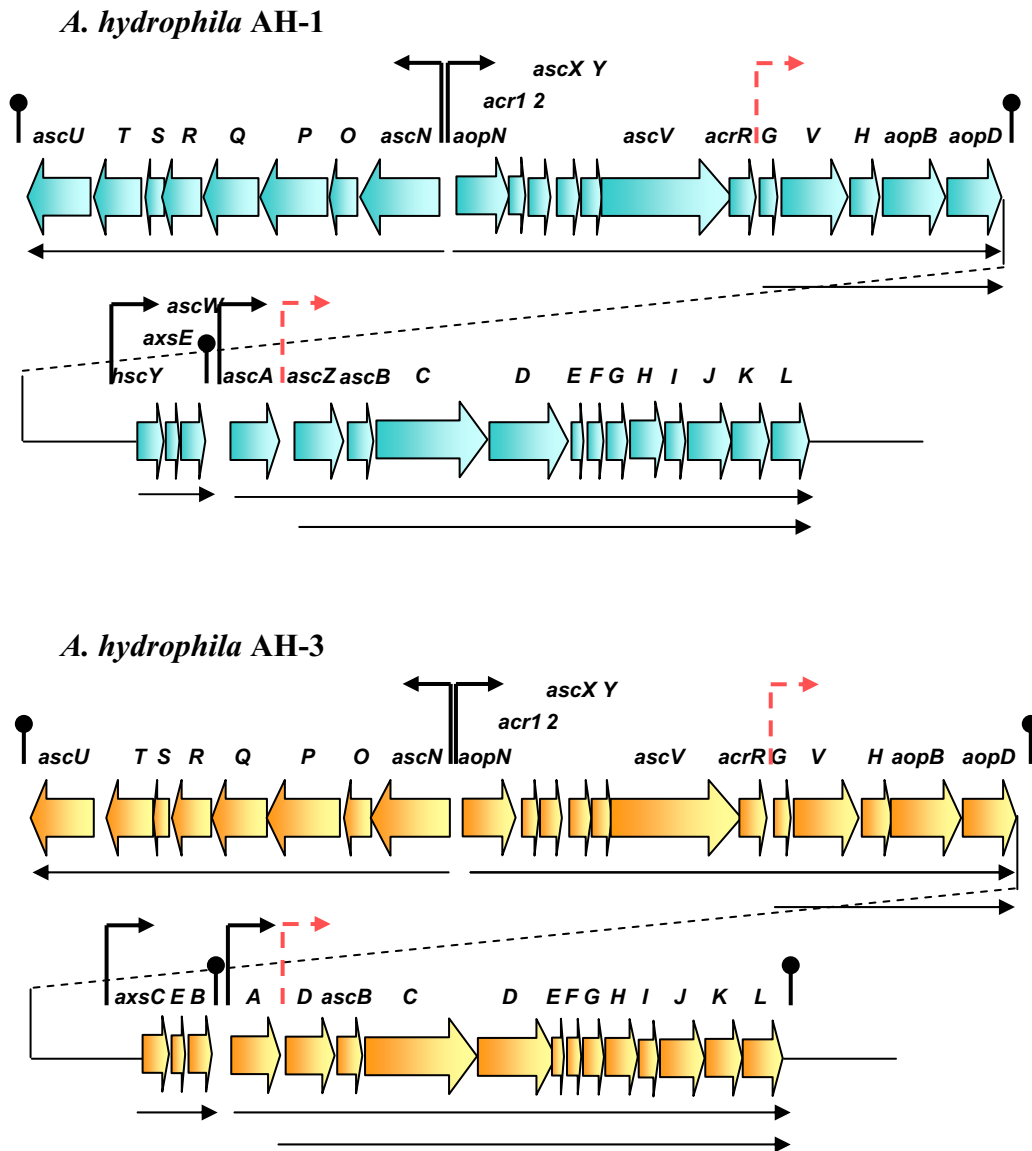 A. hydrophila AH-1
ascX Y
acr1 2
ascU T S R Q P O ascN aopN ascV acrR G V H aopB aopD
ascW
axsE
hscY ascA ascZ ascB C D E F G H I J K L
A. hydrophila AH-3
ascX Y
acr1 2
ascU T S R Q P O ascN aopN ascV acrR G V H aopB aopD
axsC E B A D ascB C D E F G H I J K L